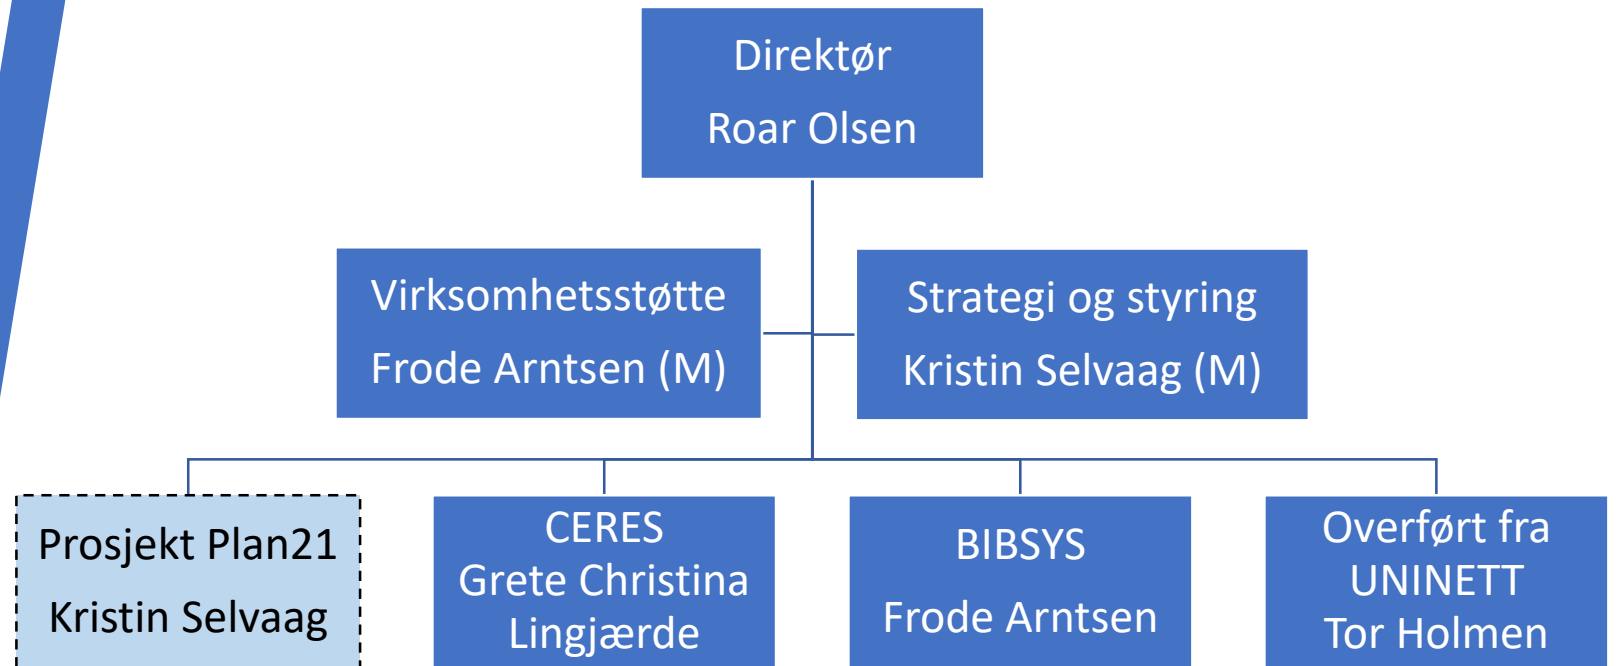 Direktør
Roar Olsen
Virksomhetsstøtte
Frode Arntsen (M)
Strategi og styring
Kristin Selvaag (M)
Prosjekt Plan21
Kristin Selvaag
CERES
Grete Christina
Lingjærde
BIBSYS
Frode Arntsen
Overført fra
UNINETT
Tor Holmen